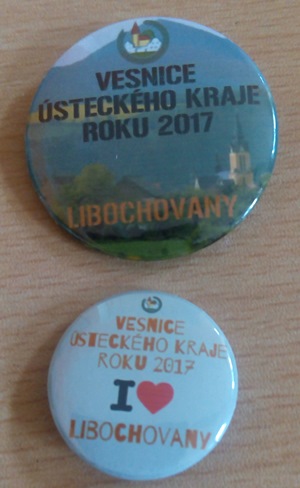 VESNICE
ÚSTECKÉHO KRAJE
ROKU 2017
LIBOCHOVANY
VESNICE
ÚSTECKÉHO KRAJE
ROKU 2017
I ♥
LIBOCHOVANY